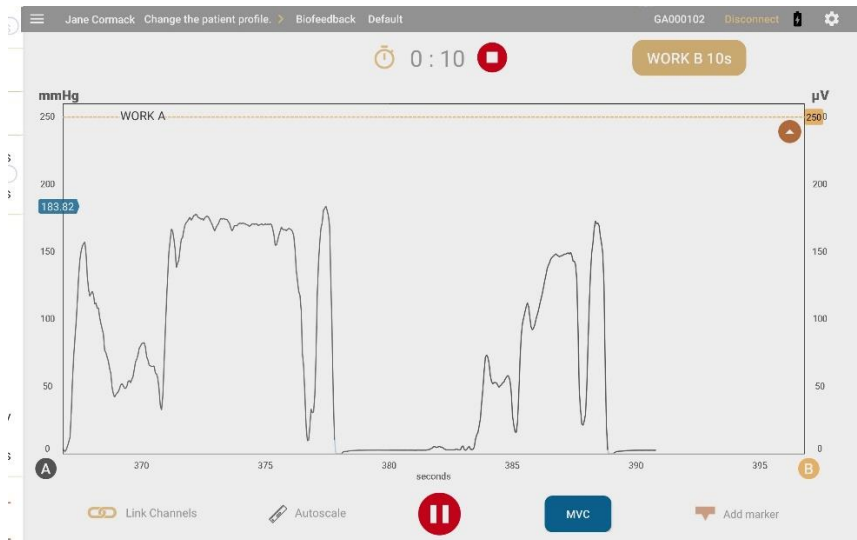 Jane Cormack Change the patient profile. > Biofeedback Default GA000102 Disconnect
0 : 10 WORK B 10s
mmHg µV
250 WORK A 250 0
200 200
183.82
150 150
100 100
50 50
0 0
A 370 375 380 385 390 395 B
seconds
Link Channels Autoscale MVC Add marker